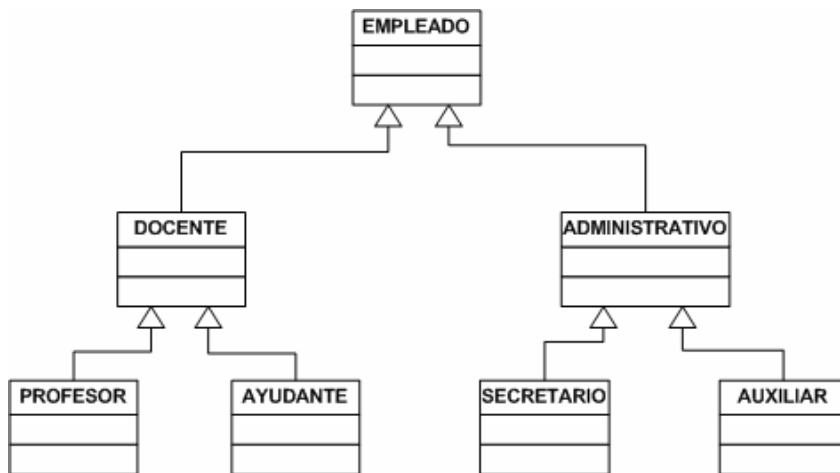 EMPLEADO
DOCENTE
ADMINISTRATIVO
PROFESOR
AYUDANTE
SECRETARIO
AUXILIAR